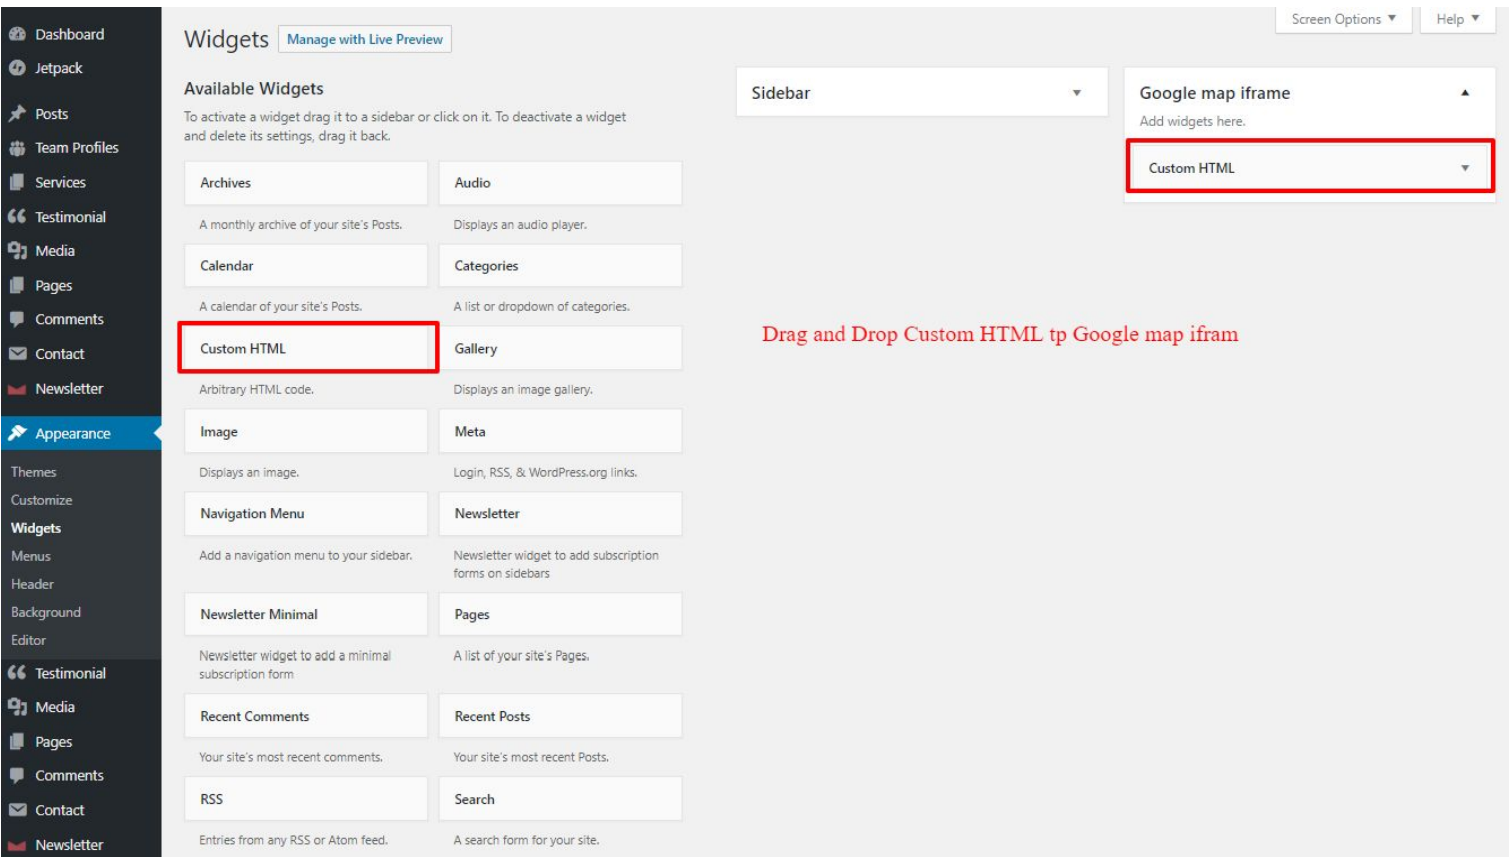 Dashboard
Jetpack
Posts
Team Profiles
Services
Testimonial
Media
Pages
Comments
Contact
Newsletter
Appearance
Themes
Customize
Widgets
Menus
Header
Background
Editor
Testimonial
Media
Pages
Comments
Contact
Newsletter
Screen Options
Help
Widgets
Manage with Live Preview
Available Widgets
To activate a widget drag it to a sidebar or click on it. To deactivate a widget
and delete its settings, drag it back.
Archives
A monthly archive of your site's Posts.
Audio
Displays an audio player.
Calendar
A calendar of your site's Posts.
Categories
A list or dropdown of categories.
Custom HTML
Arbitrary HTML code.
Gallery
Displays an image gallery.
Image
Displays an image.
Meta
Login, RSS, & WordPress.org links.
Navigation Menu
Add a navigation menu to your sidebar.
Newsletter
Newsletter widget to add subscription
forms on sidebars
Newsletter Minimal
Newsletter widget to add a minimal
subscription form
Pages
A list of your site's Pages.
Recent Comments
Your site's most recent comments.
Recent Posts
Your site's most recent Posts.
RSS
Entries from any RSS or Atom feed.
Search
A search form for your site.
Sidebar
Google map iframe
Add widgets here.
Custom HTML
Drag and Drop Custom HTML tp Google map ifram